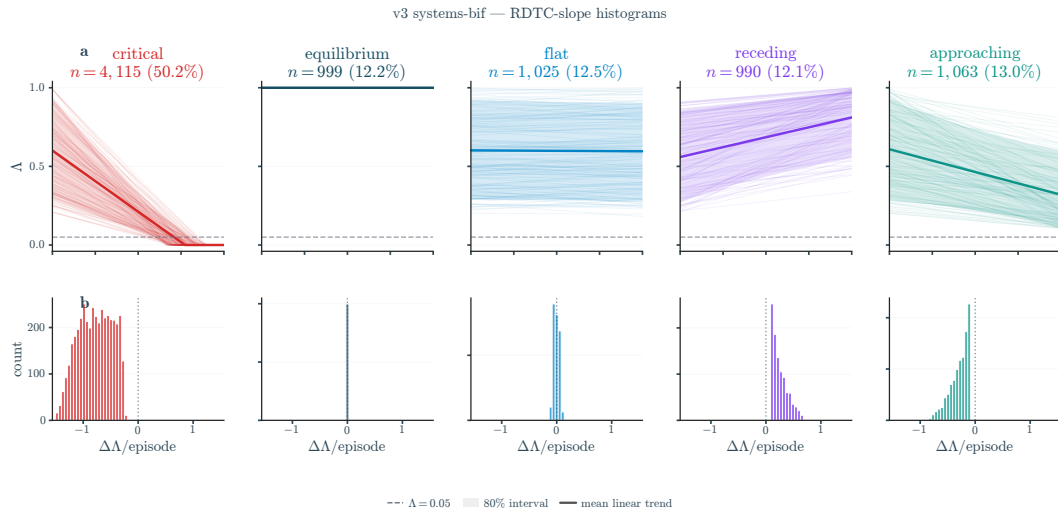 v3 systems-bif — RDTC-slope histograms
a
critical
n = 4,115 (50.2%)
equilibrium
n = 999 (12.2%)
flat
n = 1,025 (12.5%)
receding
n = 990 (12.1%)
approaching
n = 1,063 (13.0%)
1.0
0.5
0.0
Λ
b
200
100
0
count
−1 0 1
−1 0 1
−1 0 1
−1 0 1
−1 0 1
ΔΛ/episode
ΔΛ/episode
ΔΛ/episode
ΔΛ/episode
ΔΛ/episode
Λ = 0.05 80% interval mean linear trend